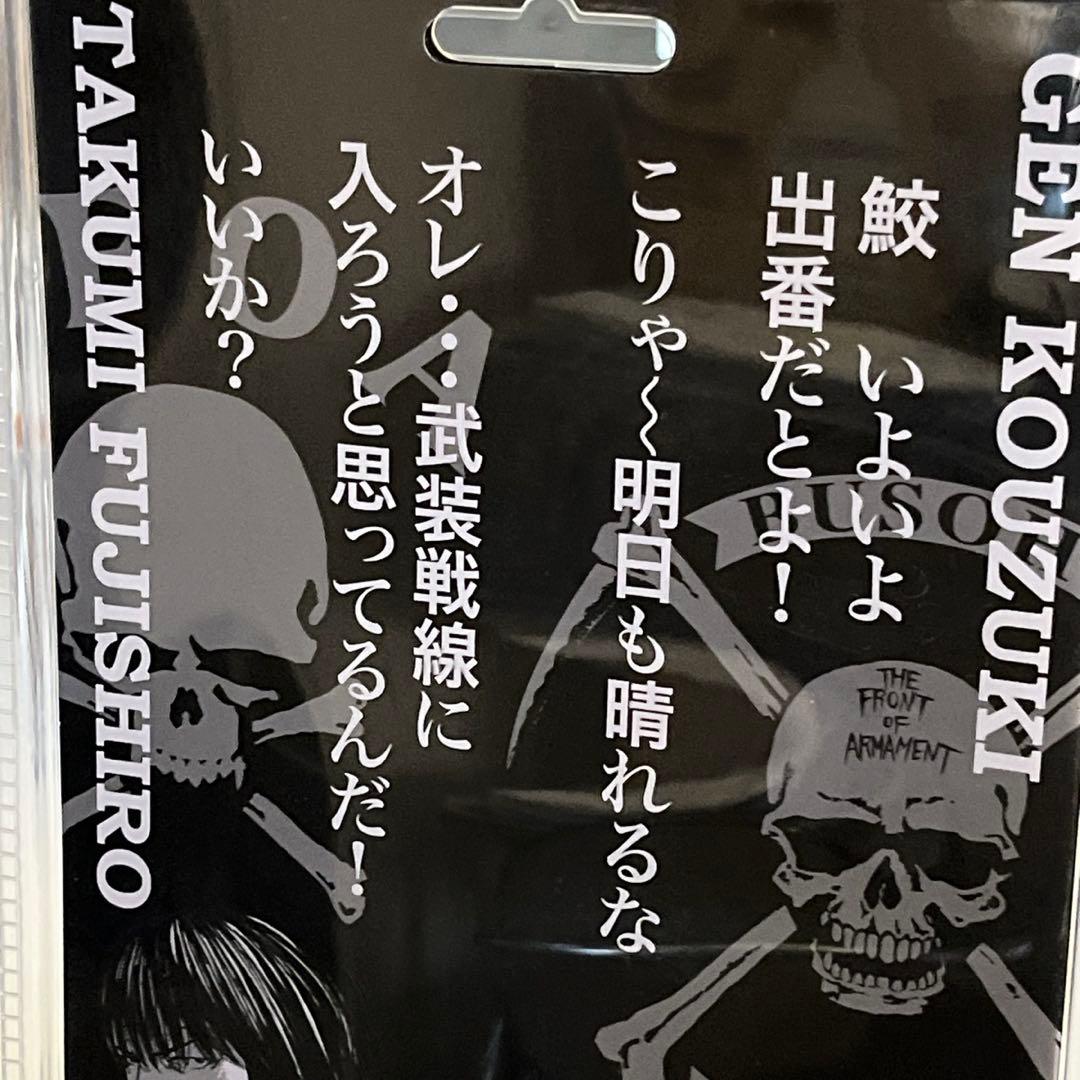 GEN KOUZUKI
鮫　いよいよ
出番だとよ!
こりゃ〜明日も晴れるな
BUSO
THE
FRONT
OF
ARMAMENT
オレ・・・武装戦線に
入ろうと思ってるんだ!
いいか?
TAKUMI FUJISHIRO